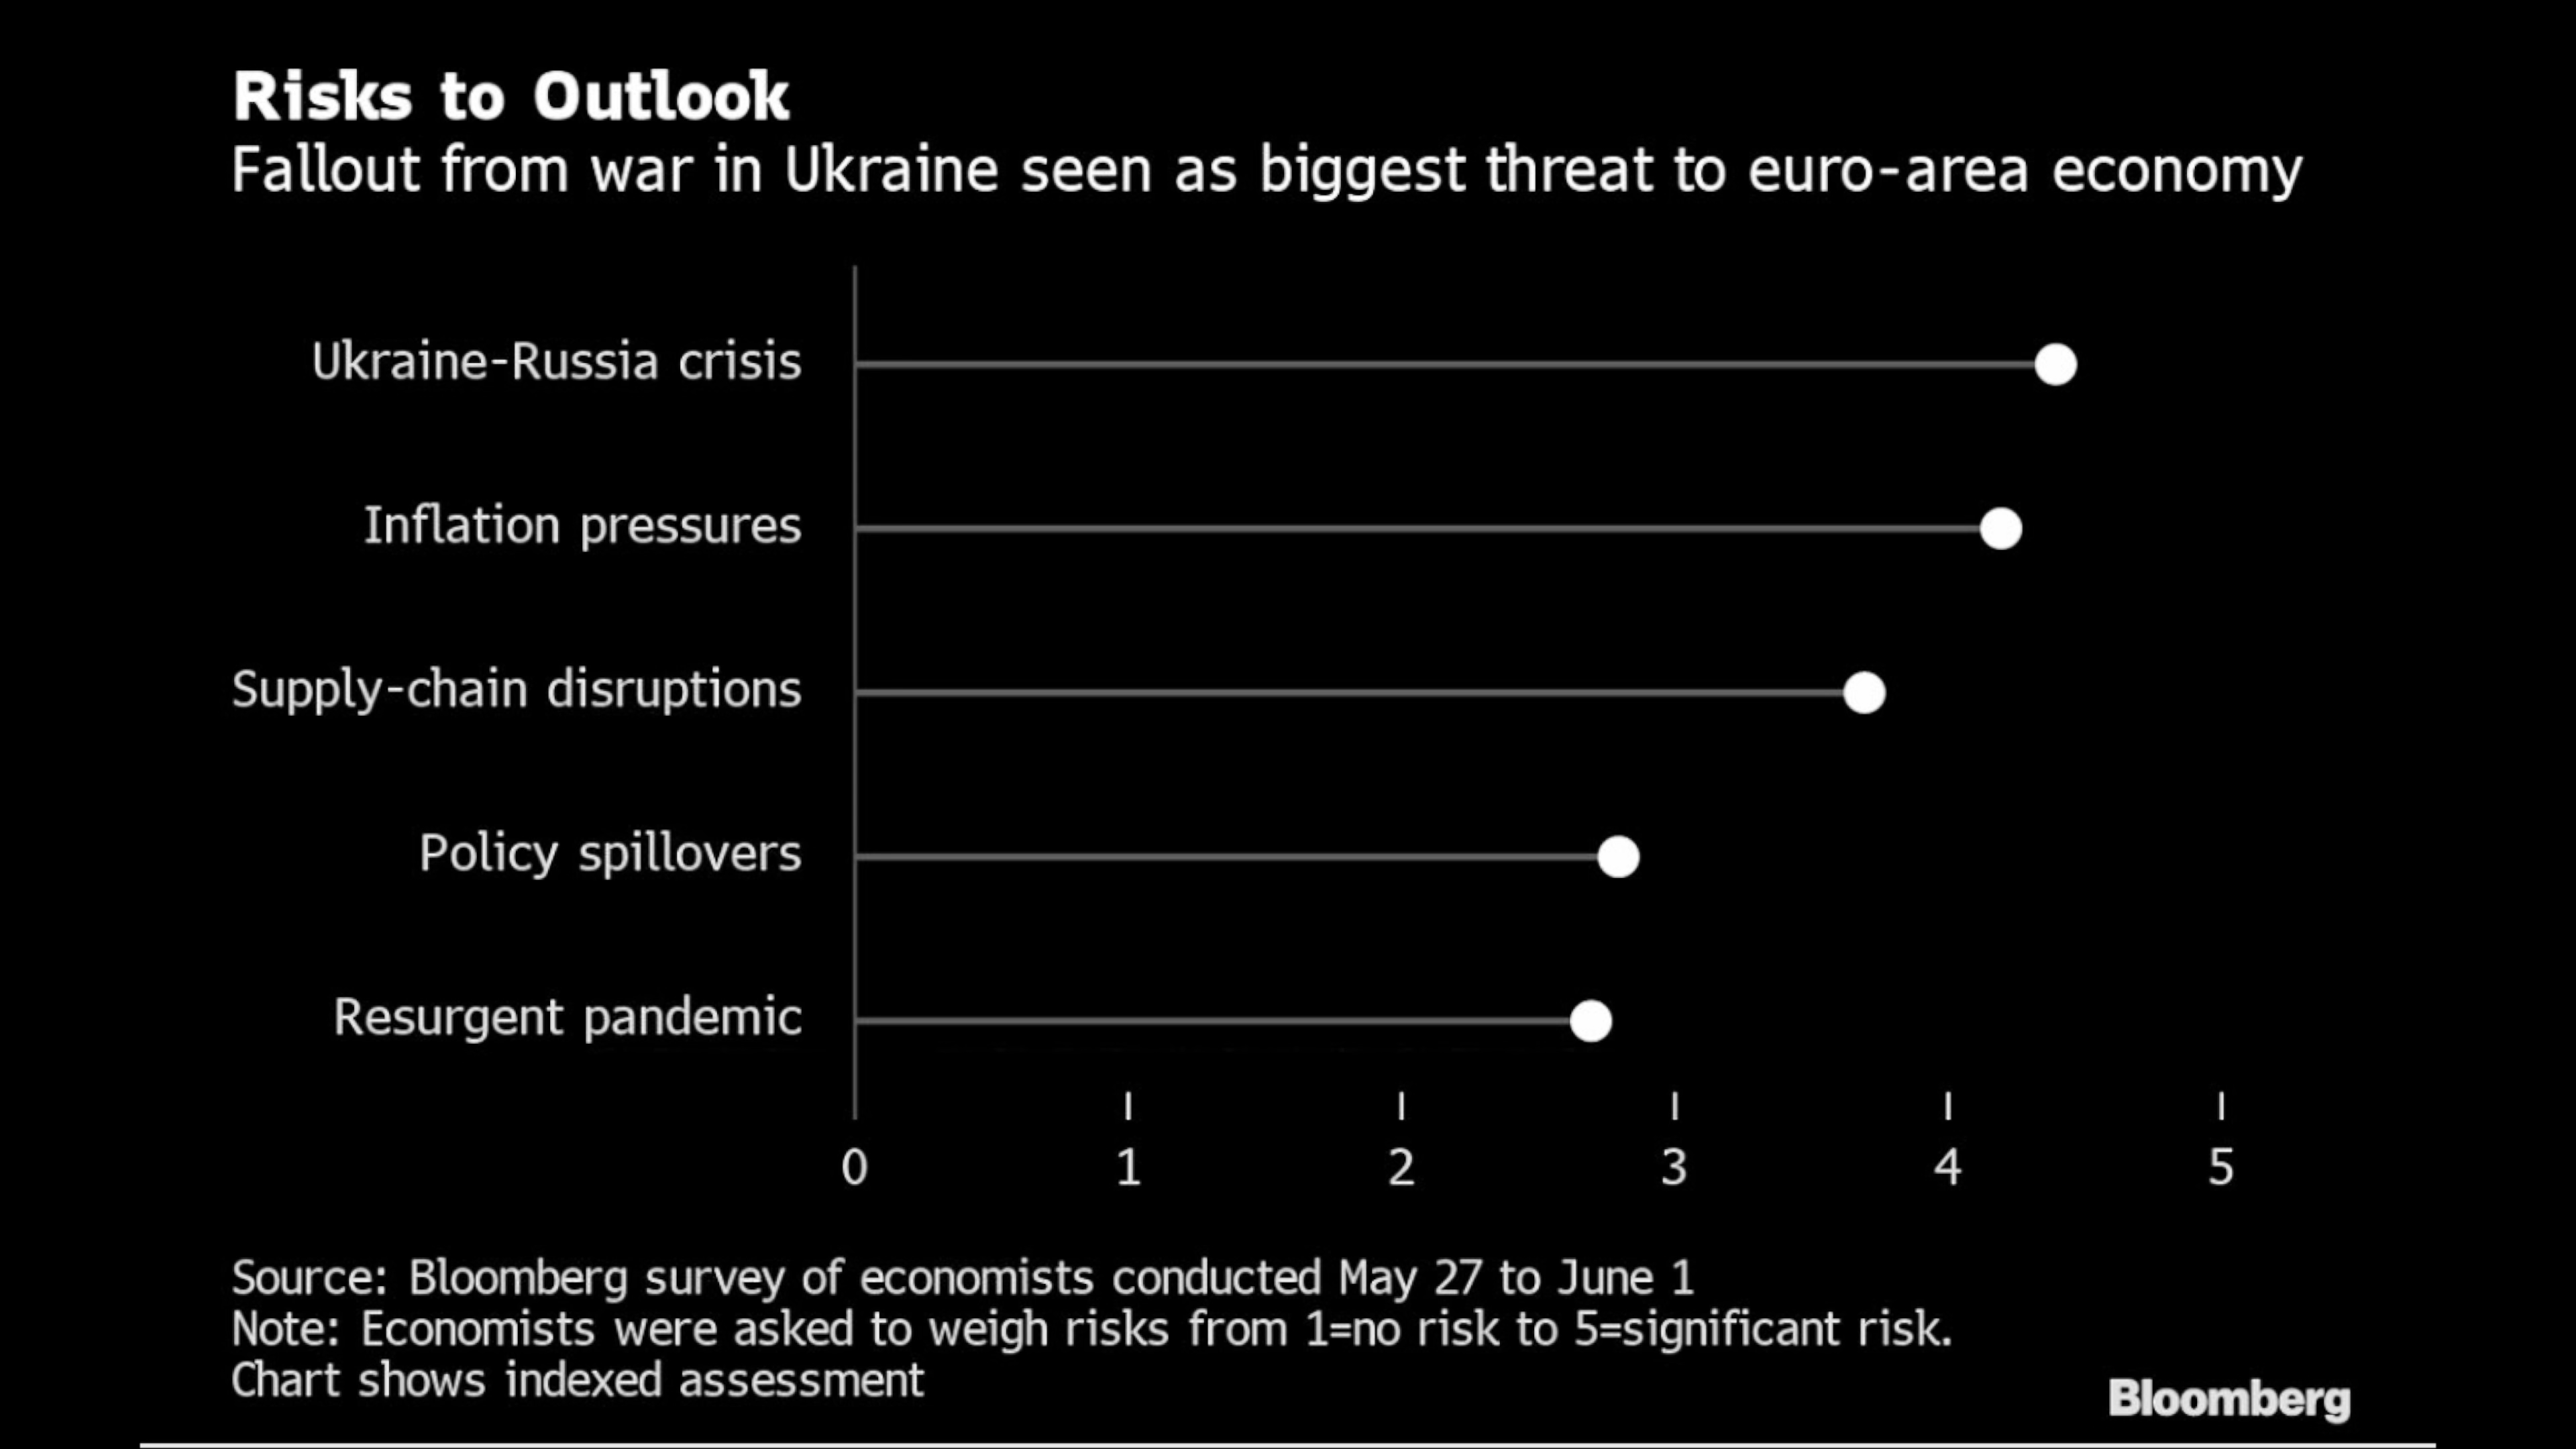 Risks to Outlook
Fallout from war in Ukraine seen as biggest threat to euro-area economy
Ukraine-Russia crisis
Inflation pressures
Supply-chain disruptions
Policy spillovers
Resurgent pandemic
0 1 2 3 4 5
Source: Bloomberg survey of economists conducted May 27 to June 1
Note: Economists were asked to weigh risks from 1=no risk to 5=significant risk.
Chart shows indexed assessment
Bloomberg